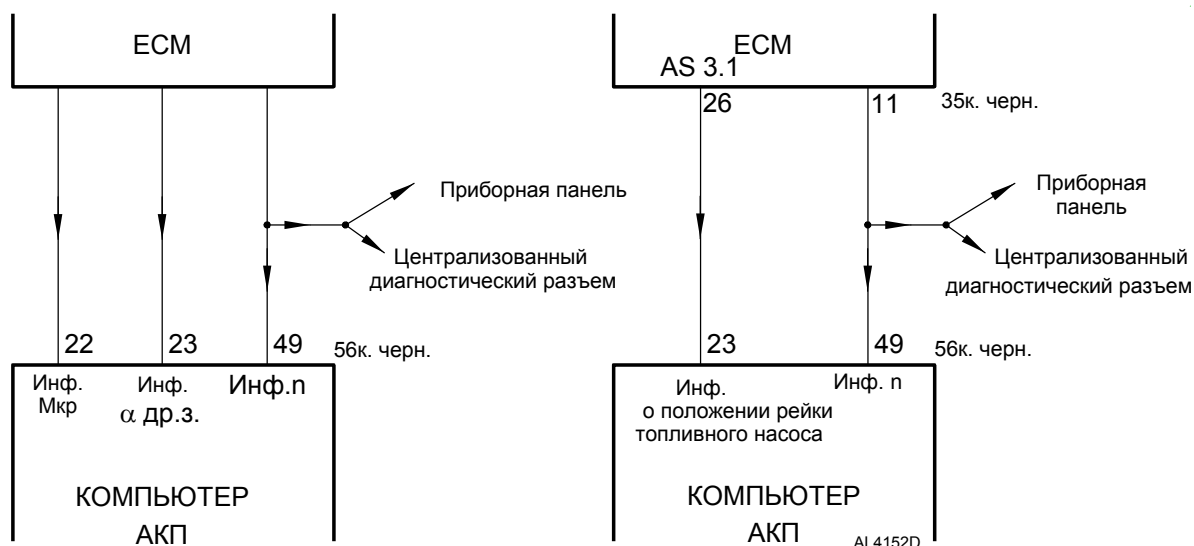 ECM
Приборная панель
Централизованный
диагностический разъем
22
23
49
56к. черн.
Инф.
Мкр
Инф.
α др.з.
Инф.n
КОМПЬЮТЕР
АКП
ECM
AS 3.1
26
11
35к. черн.
Приборная
панель
Централизованный
диагностический разъем
23
49
56к. черн.
Инф.
о положении рейки
топливного насоса
Инф. n
КОМПЬЮТЕР
АКП
AL4152D